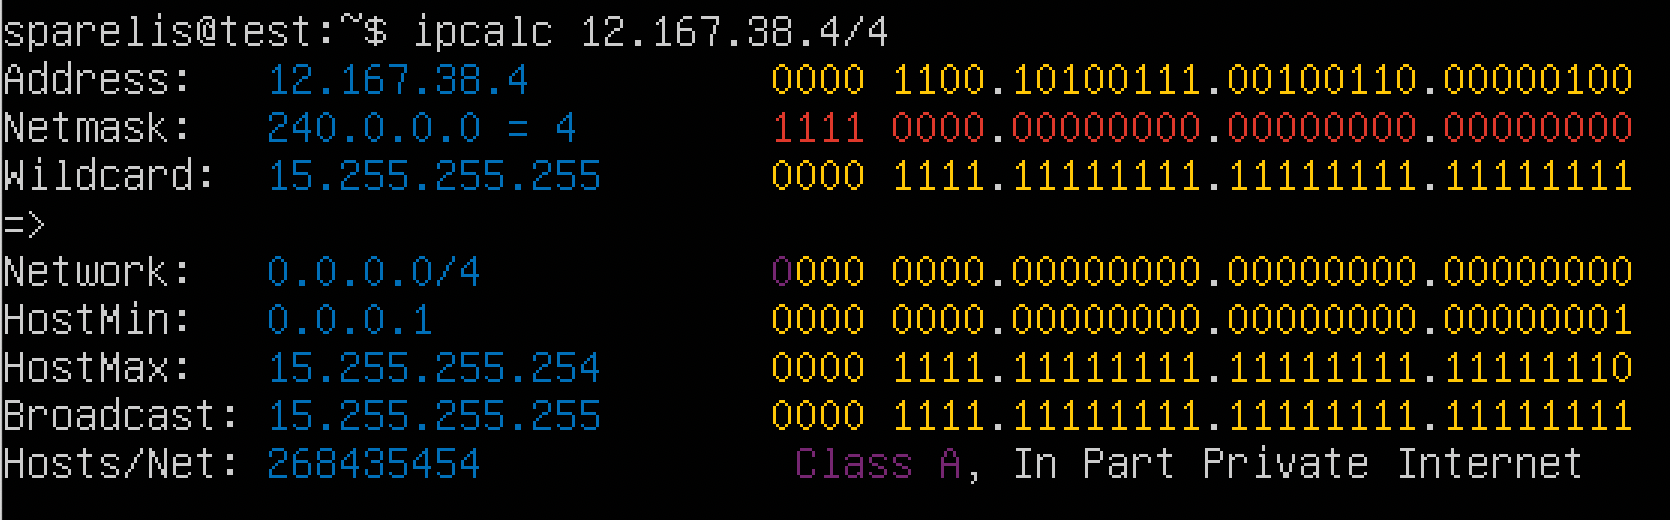 sparelis@test:~$ ipcalc 12.167.38.4/4
Address:   12.167.38.4          0000 1100.10100111.00100110.00000100
Netmask:   240.0.0.0 = 4        1111 0000.00000000.00000000.00000000
Wildcard:  15.255.255.255       0000 1111.11111111.11111111.11111111
=>
Network:   0.0.0.0/4            0000 0000.00000000.00000000.00000000
HostMin:   0.0.0.1              0000 0000.00000000.00000000.00000001
HostMax:   15.255.255.254       0000 1111.11111111.11111111.11111110
Broadcast: 15.255.255.255       0000 1111.11111111.11111111.11111111
Hosts/Net: 268435454             Class A, In Part Private Internet